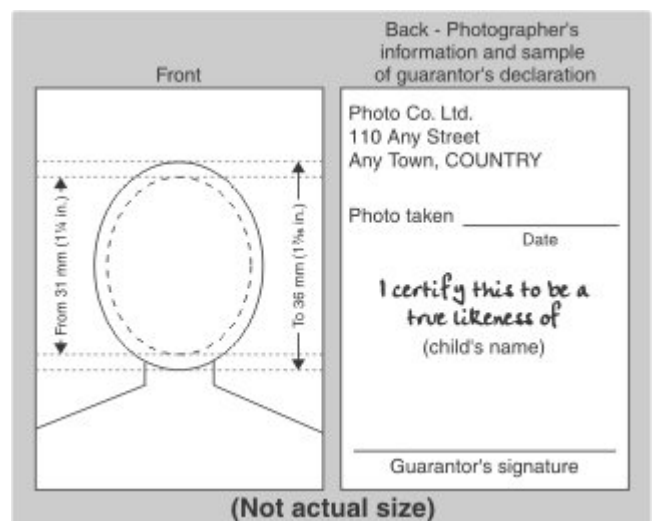 Front
Back - Photographer's
information and sample
of guarantor's declaration
From 31 mm (1¼ in.)
To 36 mm (1⁷⁄₁₆ in.)
Photo Co. Ltd.
110 Any Street
Any Town, COUNTRY
Photo taken
Date
I certify this to be a
true likeness of
(child's name)
Guarantor's signature
(Not actual size)